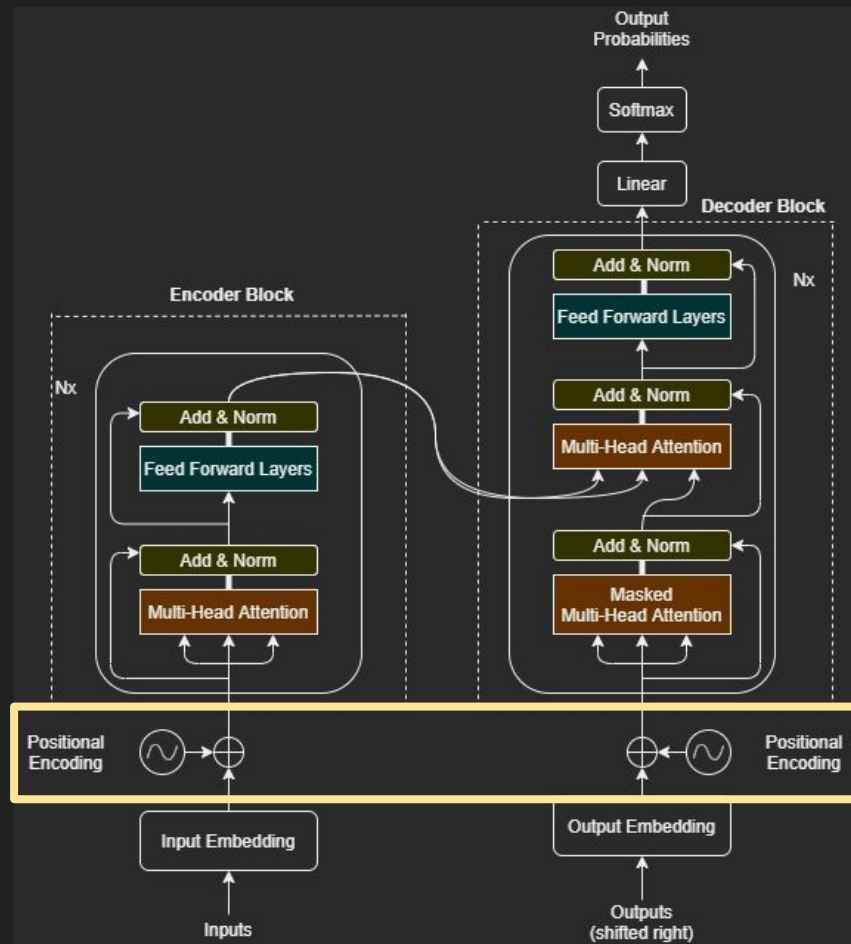 Output
Probabilities
Softmax
Linear
Decoder Block
Add & Norm
Nx
Feed Forward Layers
Add & Norm
Multi-Head Attention
Add & Norm
Masked
Multi-Head Attention
Encoder Block
Nx
Add & Norm
Feed Forward Layers
Add & Norm
Multi-Head Attention
Positional
Encoding
Positional
Encoding
Input Embedding
Output Embedding
Inputs
Outputs
(shifted right)